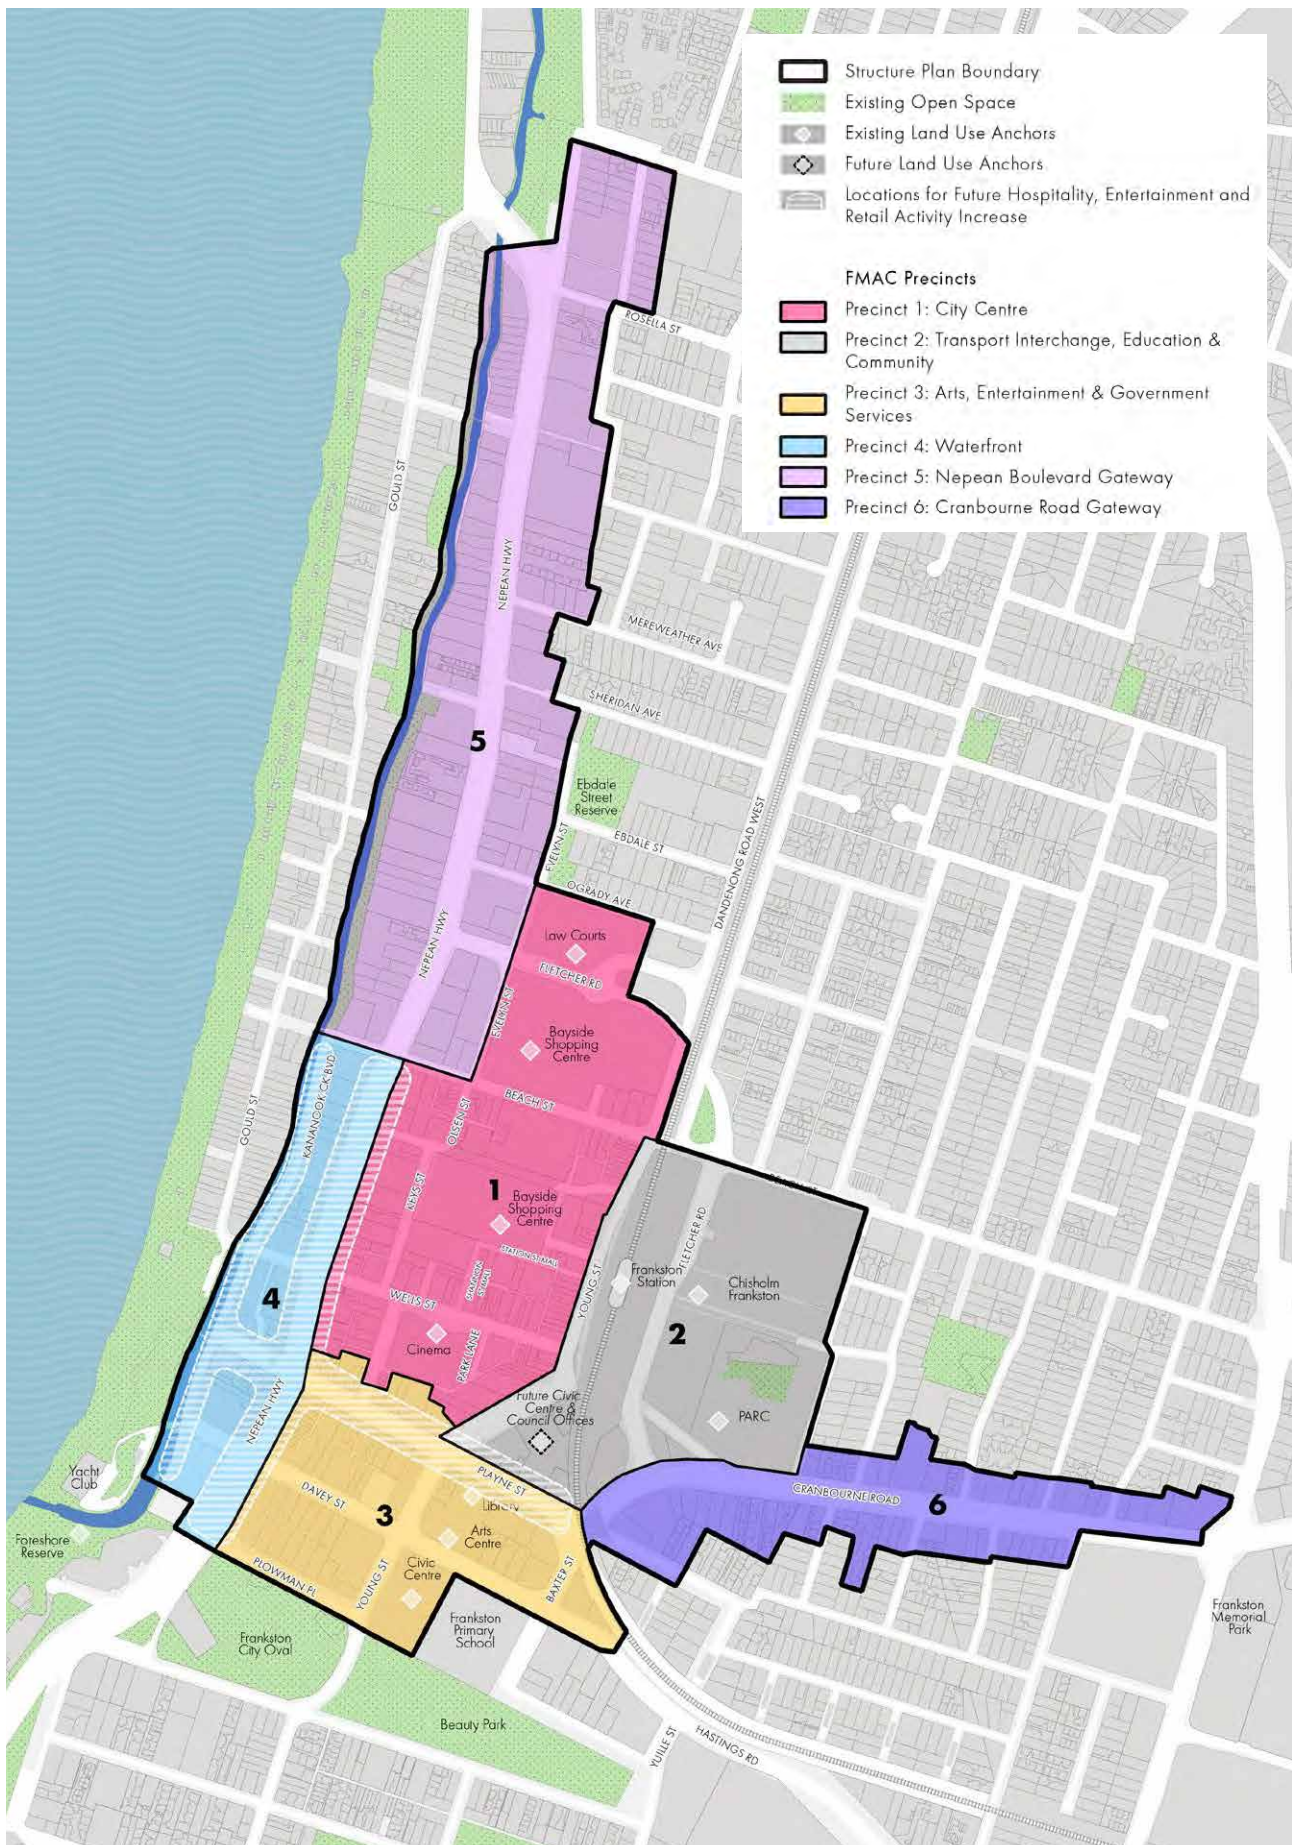 Structure Plan Boundary
Existing Open Space
Existing Land Use Anchors
Future Land Use Anchors
Locations for Future Hospitality, Entertainment and
Retail Activity Increase
FMAC Precincts
Precinct 1: City Centre
Precinct 2: Transport Interchange, Education &
Community
Precinct 3: Arts, Entertainment & Government
Services
Precinct 4: Waterfront
Precinct 5: Nepean Boulevard Gateway
Precinct 6: Cranbourne Road Gateway
ROSELLA ST
GOULD ST
NEPEAN HWY
MEREWEATHER AVE
SHERIDAN AVE
5
Ebdale
Street
Reserve
EVELYN ST
EBDALE ST
DANDENONG ROAD WEST
OGRADY AVE
NEPEAN HWY
Law Courts
FLETCHER RD
EVELYN ST
Bayside
Shopping
Centre
KANANOOK CK BVD
GOULD ST
OLSEN ST
BEACH ST
KEYS ST
1
Bayside
Shopping
Centre
STATION ST MALL
SHANNON
ST MALL
YOUNG ST
FLETCHER RD
Frankston
Station
Chisholm
Frankston
4
WELLS ST
Cinema
PARK LANE
2
NEPEAN HWY
Future Civic
Centre &
Council Offices
PARC
Yacht
Club
PLAYNE ST
CRANBOURNE ROAD
6
DAVEY ST
3
Library
Arts
Centre
Foreshore
Reserve
PLOWMAN PL
YOUNG ST
Civic
Centre
BAXTER ST
Frankston
Primary
School
Frankston
City Oval
Frankston
Memorial
Park
Beauty Park
YUILLE ST
HASTINGS RD